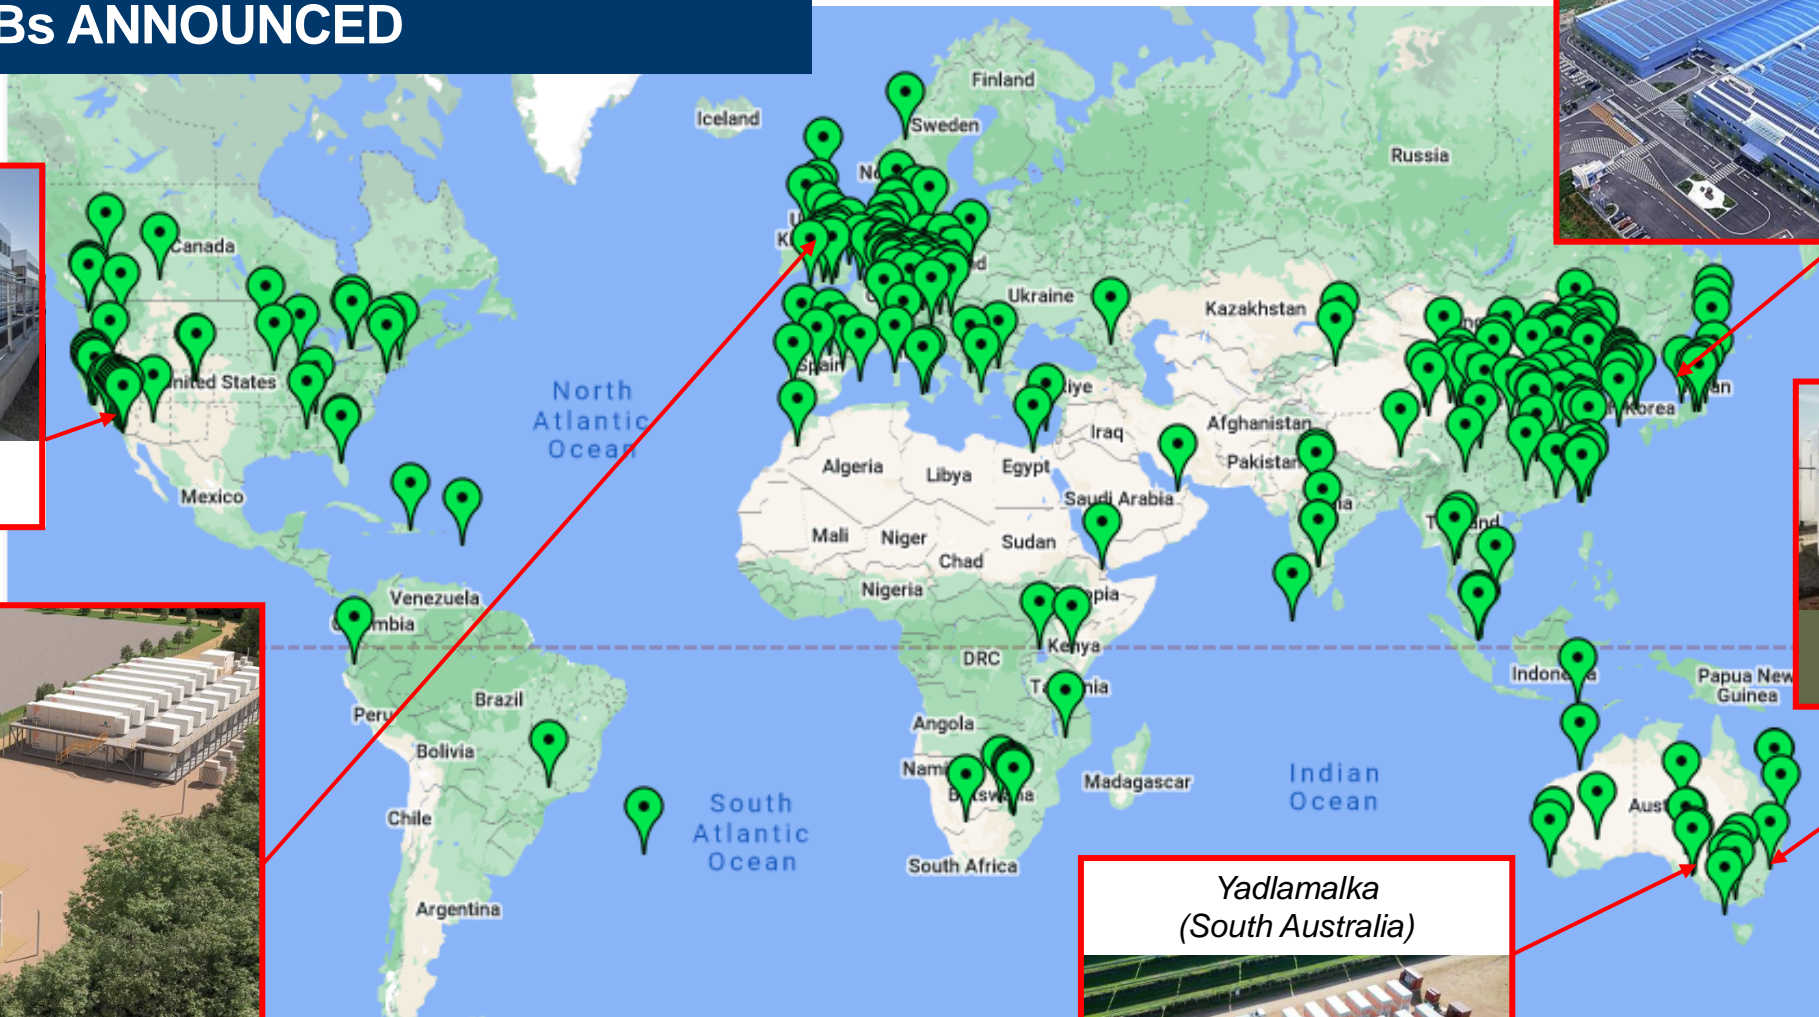 Bs ANNOUNCED
Finland
Iceland
Sweden
Russia
Canada
Ukraine
Kazakhstan
Spain
United States
North
Atlantic
Ocean
Iraq
Afghanistan
Korea
Algeria
Libya
Egypt
Pakistan
Mexico
Saudi Arabia
Mali
Niger
Sudan
Chad
Nigeria
Venezuela
Kenya
DRC
Indonesia
Papua New
Guinea
Brazil
Peru
Angola
Bolivia
Madagascar
Botswana
Indian
Ocean
South
Atlantic
Ocean
Chile
South Africa
Argentina
Yadlamalka
(South Australia)